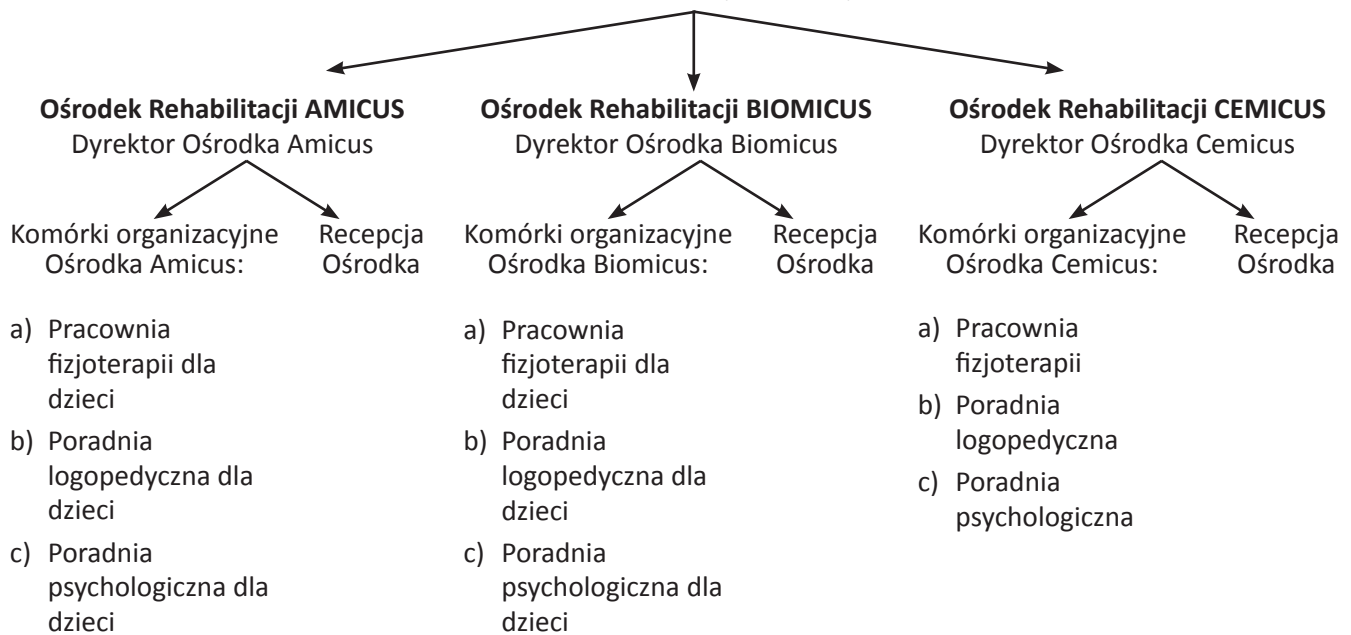 Ośrodek Rehabilitacji AMICUS
Dyrektor Ośrodka Amicus
Komórki organizacyjne
Ośrodka Amicus:
Recepcja
Ośrodka
a) Pracownia
fizjoterapii dla
dzieci
b) Poradnia
logopedyczna dla
dzieci
c) Poradnia
psychologiczna dla
dzieci
Ośrodek Rehabilitacji BIOMICUS
Dyrektor Ośrodka Biomicus
Komórki organizacyjne
Ośrodka Biomicus:
Recepcja
Ośrodka
a) Pracownia
fizjoterapii dla
dzieci
b) Poradnia
logopedyczna dla
dzieci
c) Poradnia
psychologiczna dla
dzieci
Ośrodek Rehabilitacji CEMICUS
Dyrektor Ośrodka Cemicus
Komórki organizacyjne
Ośrodka Cemicus:
Recepcja
Ośrodka
a) Pracownia
fizjoterapii
b) Poradnia
logopedyczna
c) Poradnia
psychologiczna